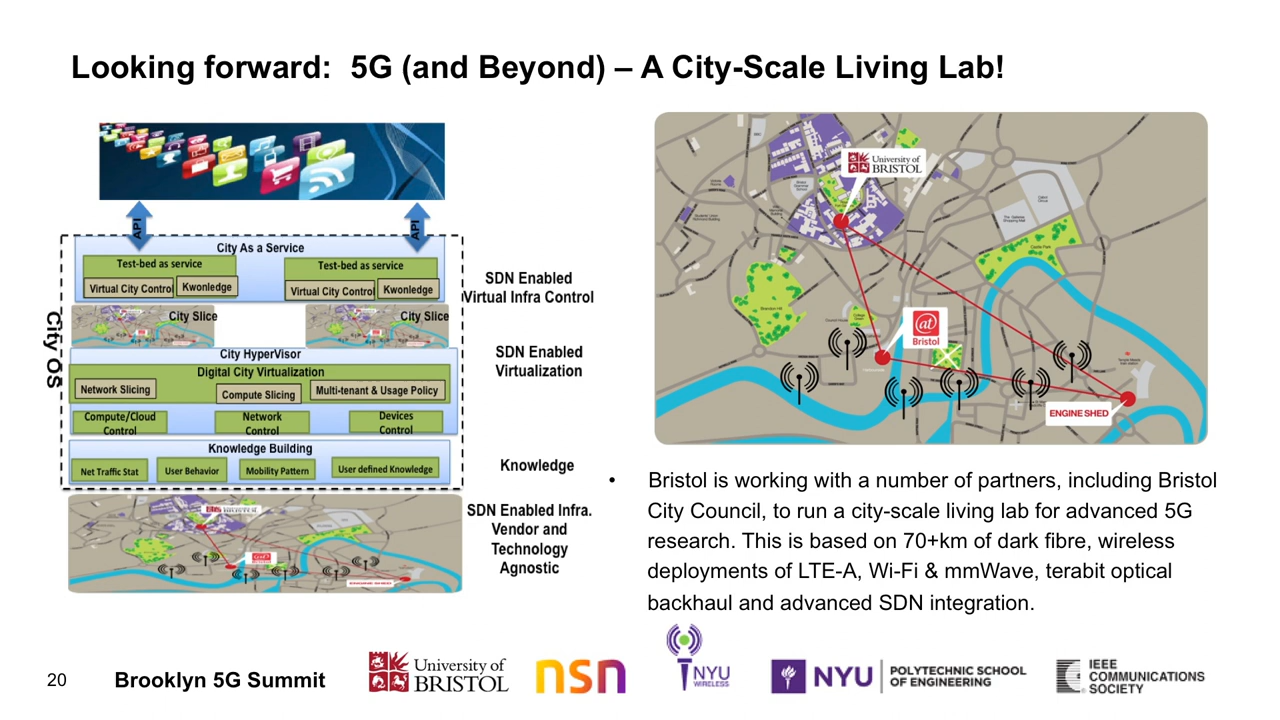 Looking forward:  5G (and Beyond) – A City-Scale Living Lab!
API
API
City As a Service
Test-bed as service
Virtual City Control
Kwonledge
Test-bed as service
Virtual City Control
Kwonledge
SDN Enabled
Virtual Infra Control
City Slice
City Slice
City OS
City HyperVisor
Digital City Virtualization
Network Slicing
Compute Slicing
Multi-tenant & Usage Policy
Compute/Cloud
Control
Network
Control
Devices
Control
SDN Enabled
Virtualization
Knowledge Building
Net Traffic Stat
User Behavior
Mobility Pattern
User defined Knowledge
Knowledge
SDN Enabled Infra.
Vendor and
Technology
Agnostic
University of
BRISTOL
Castle Park
Brandon Hill
@
Bristol
ENGINE SHED
• Bristol is working with a number of partners, including Bristol
City Council, to run a city-scale living lab for advanced 5G
research. This is based on 70+km of dark fibre, wireless
deployments of LTE-A, Wi-Fi & mmWave, terabit optical
backhaul and advanced SDN integration.
20
Brooklyn 5G Summit
University of
BRISTOL
nsn
NYU
WIRELESS
NYU
POLYTECHNIC SCHOOL
OF ENGINEERING
IEEE
COMMUNICATIONS
SOCIETY